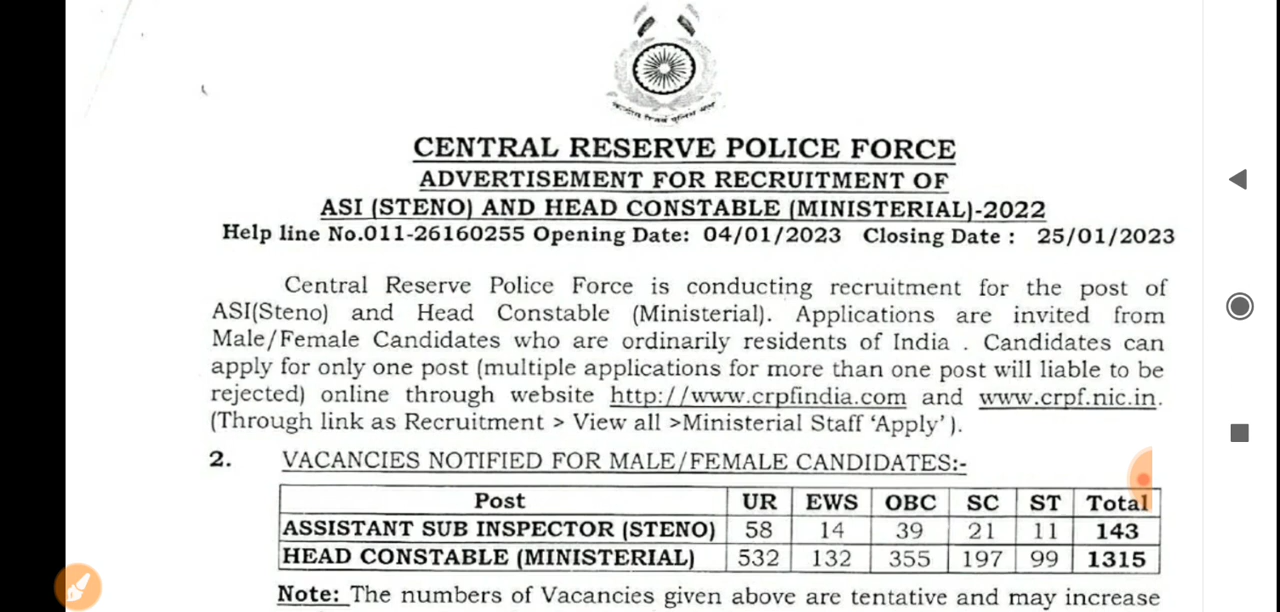 CENTRAL RESERVE POLICE FORCE
ADVERTISEMENT FOR RECRUITMENT OF
ASI (STENO) AND HEAD CONSTABLE (MINISTERIAL)-2022
Help line No.011-26160255 Opening Date: 04/01/2023 Closing Date : 25/01/2023
Central Reserve Police Force is conducting recruitment for the post of
ASI(Steno) and Head Constable (Ministerial). Applications are invited from
Male/Female Candidates who are ordinarily residents of India . Candidates can
apply for only one post (multiple applications for more than one post will liable to be
rejected) online through website http://www.crpfindia.com and www.crpf.nic.in.
(Through link as Recruitment > View all >Ministerial Staff 'Apply').
2. VACANCIES NOTIFIED FOR MALE/FEMALE CANDIDATES:-
Post UR EWS OBC SC ST Total
ASSISTANT SUB INSPECTOR (STENO) 58 14 39 21 11 143
HEAD CONSTABLE (MINISTERIAL) 532 132 355 197 99 1315
Note: The numbers of Vacancies given above are tentative and may increase